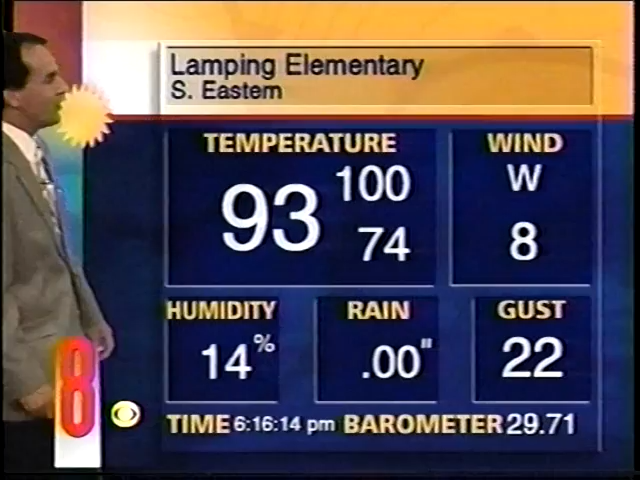 Lamping Elementary
S. Eastern
TEMPERATURE
93
100
74
WIND
W
8
HUMIDITY
14%
RAIN
.00"
GUST
22
8
TIME 6:16:14 pm BAROMETER 29.71